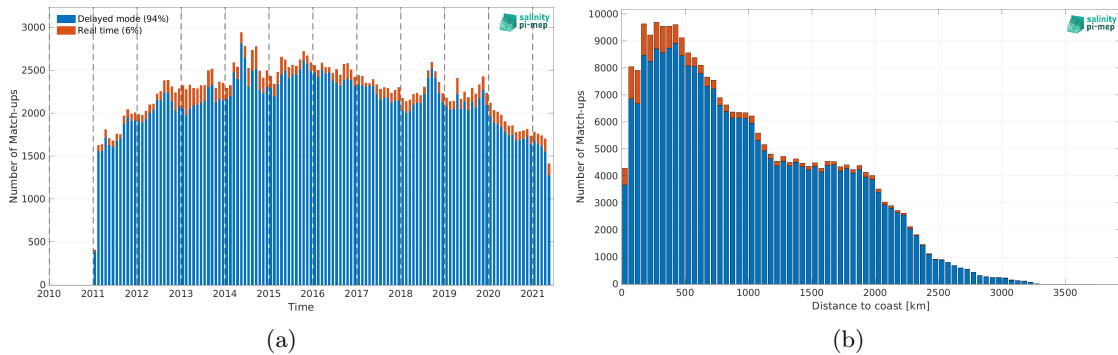 Delayed mode (94%)
Real time (6%)
salinity
pi-mep
Number of Match-ups
3000
2500
2000
1500
1000
500
0
2010 2011 2012 2013 2014 2015 2016 2017 2018 2019 2020 2021
Time
(a)
salinity
pi-mep
Number of Match-ups
10000
9000
8000
7000
6000
5000
4000
3000
2000
1000
0
0 500 1000 1500 2000 2500 3000 3500
Distance to coast [km]
(b)